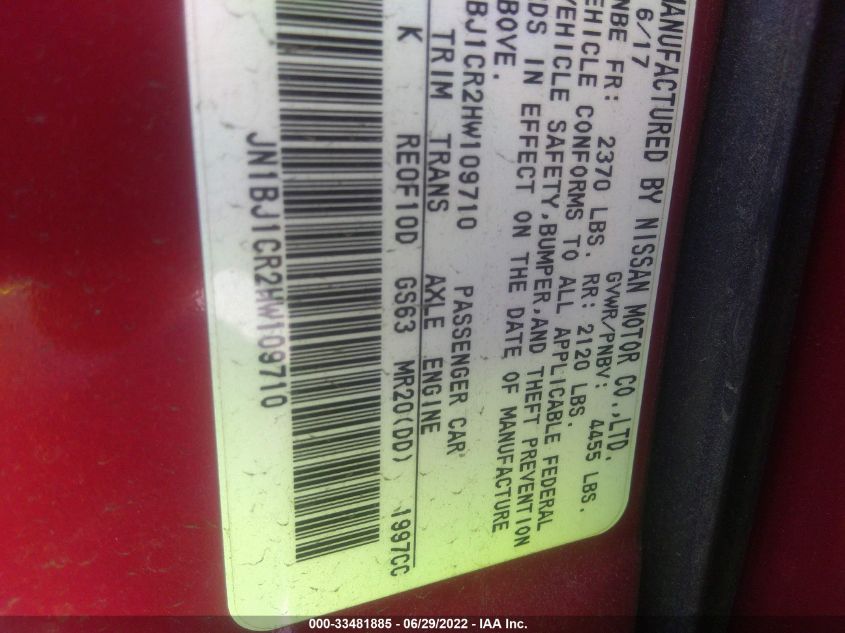 MANUFACTURED BY NISSAN MOTOR CO.,LTD.
6/17 GVWR/PNBV: 4455 LBS.
NBE FR: 2370 LBS. RR: 2120 LBS.
EHICLE CONFORMS TO ALL APPLICABLE FEDERAL
VEHICLE SAFETY,BUMPER,AND THEFT PREVENTION
DS IN EFFECT ON THE DATE OF MANUFACTURE
BOVE.
BJ1CR2HW109710 PASSENGER CAR
TRIM TRANS AXLE ENGINE
K RE0F10D GS63 MR20(DD) 1997CC
JN1BJ1CR2HW109710
000-33481885 - 06/29/2022 - IAA Inc.